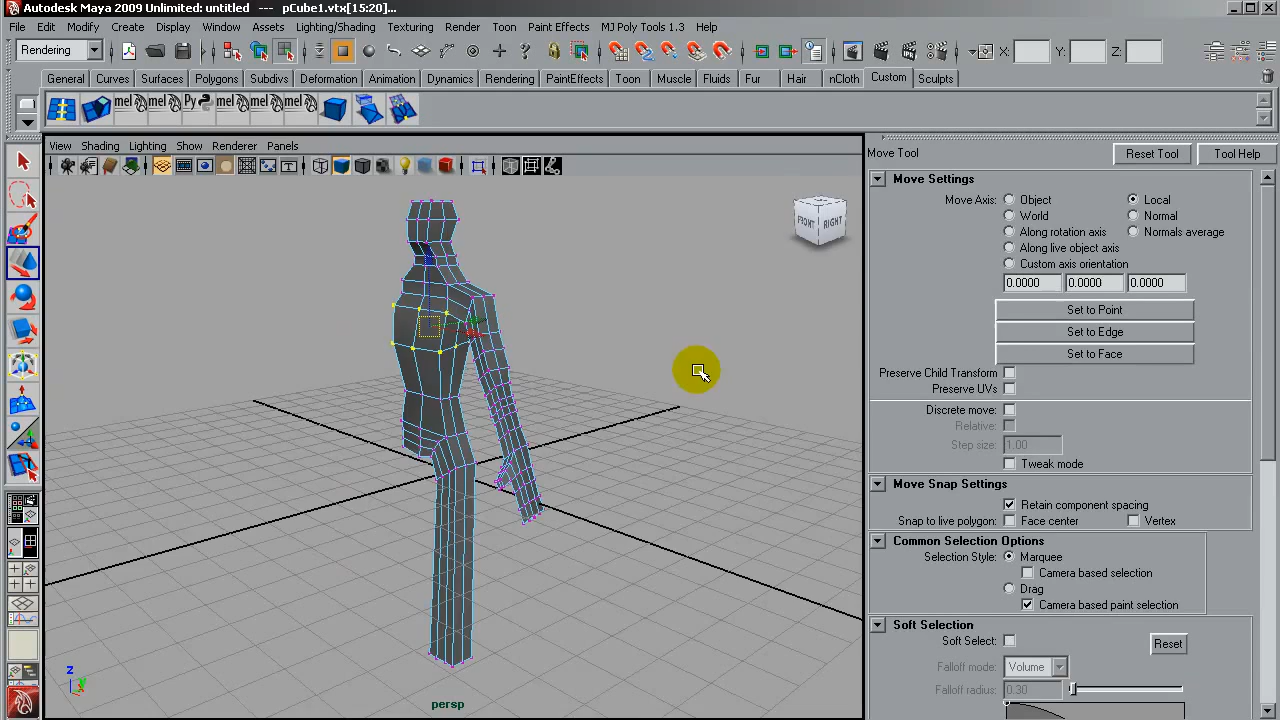 Autodesk Maya 2009 Unlimited: untitled --- pCube1.vtx[15:20]...
File Edit Modify Create Display Window Assets Lighting/Shading Texturing Render Toon Paint Effects MJ Poly Tools 1.3 Help
Rendering X: Y: Z:
General Curves Surfaces Polygons Subdivs Deformation Animation Dynamics Rendering PaintEffects Toon Muscle Fluids Fur Hair nCloth Custom Sculpts
mel mel Py mel mel mel
View Shading Lighting Show Renderer Panels
Move Tool Reset Tool Tool Help
Move Settings
Move Axis: Object Local
World Normal
Along rotation axis Normals average
Along live object axis
Custom axis orientation
0.0000 0.0000 0.0000
Set to Point
Set to Edge
Set to Face
Preserve Child Transform
Preserve UVs
Discrete move:
Relative:
Step size: 1.00
Tweak mode
Move Snap Settings
Retain component spacing
Snap to live polygon: Face center Vertex
Common Selection Options
Selection Style: Marquee
Camera based selection
Drag
Camera based paint selection
Soft Selection
Soft Select: Reset
Falloff mode: Volume
Falloff radius: 0.30
FRONT RIGHT
z
y
persp